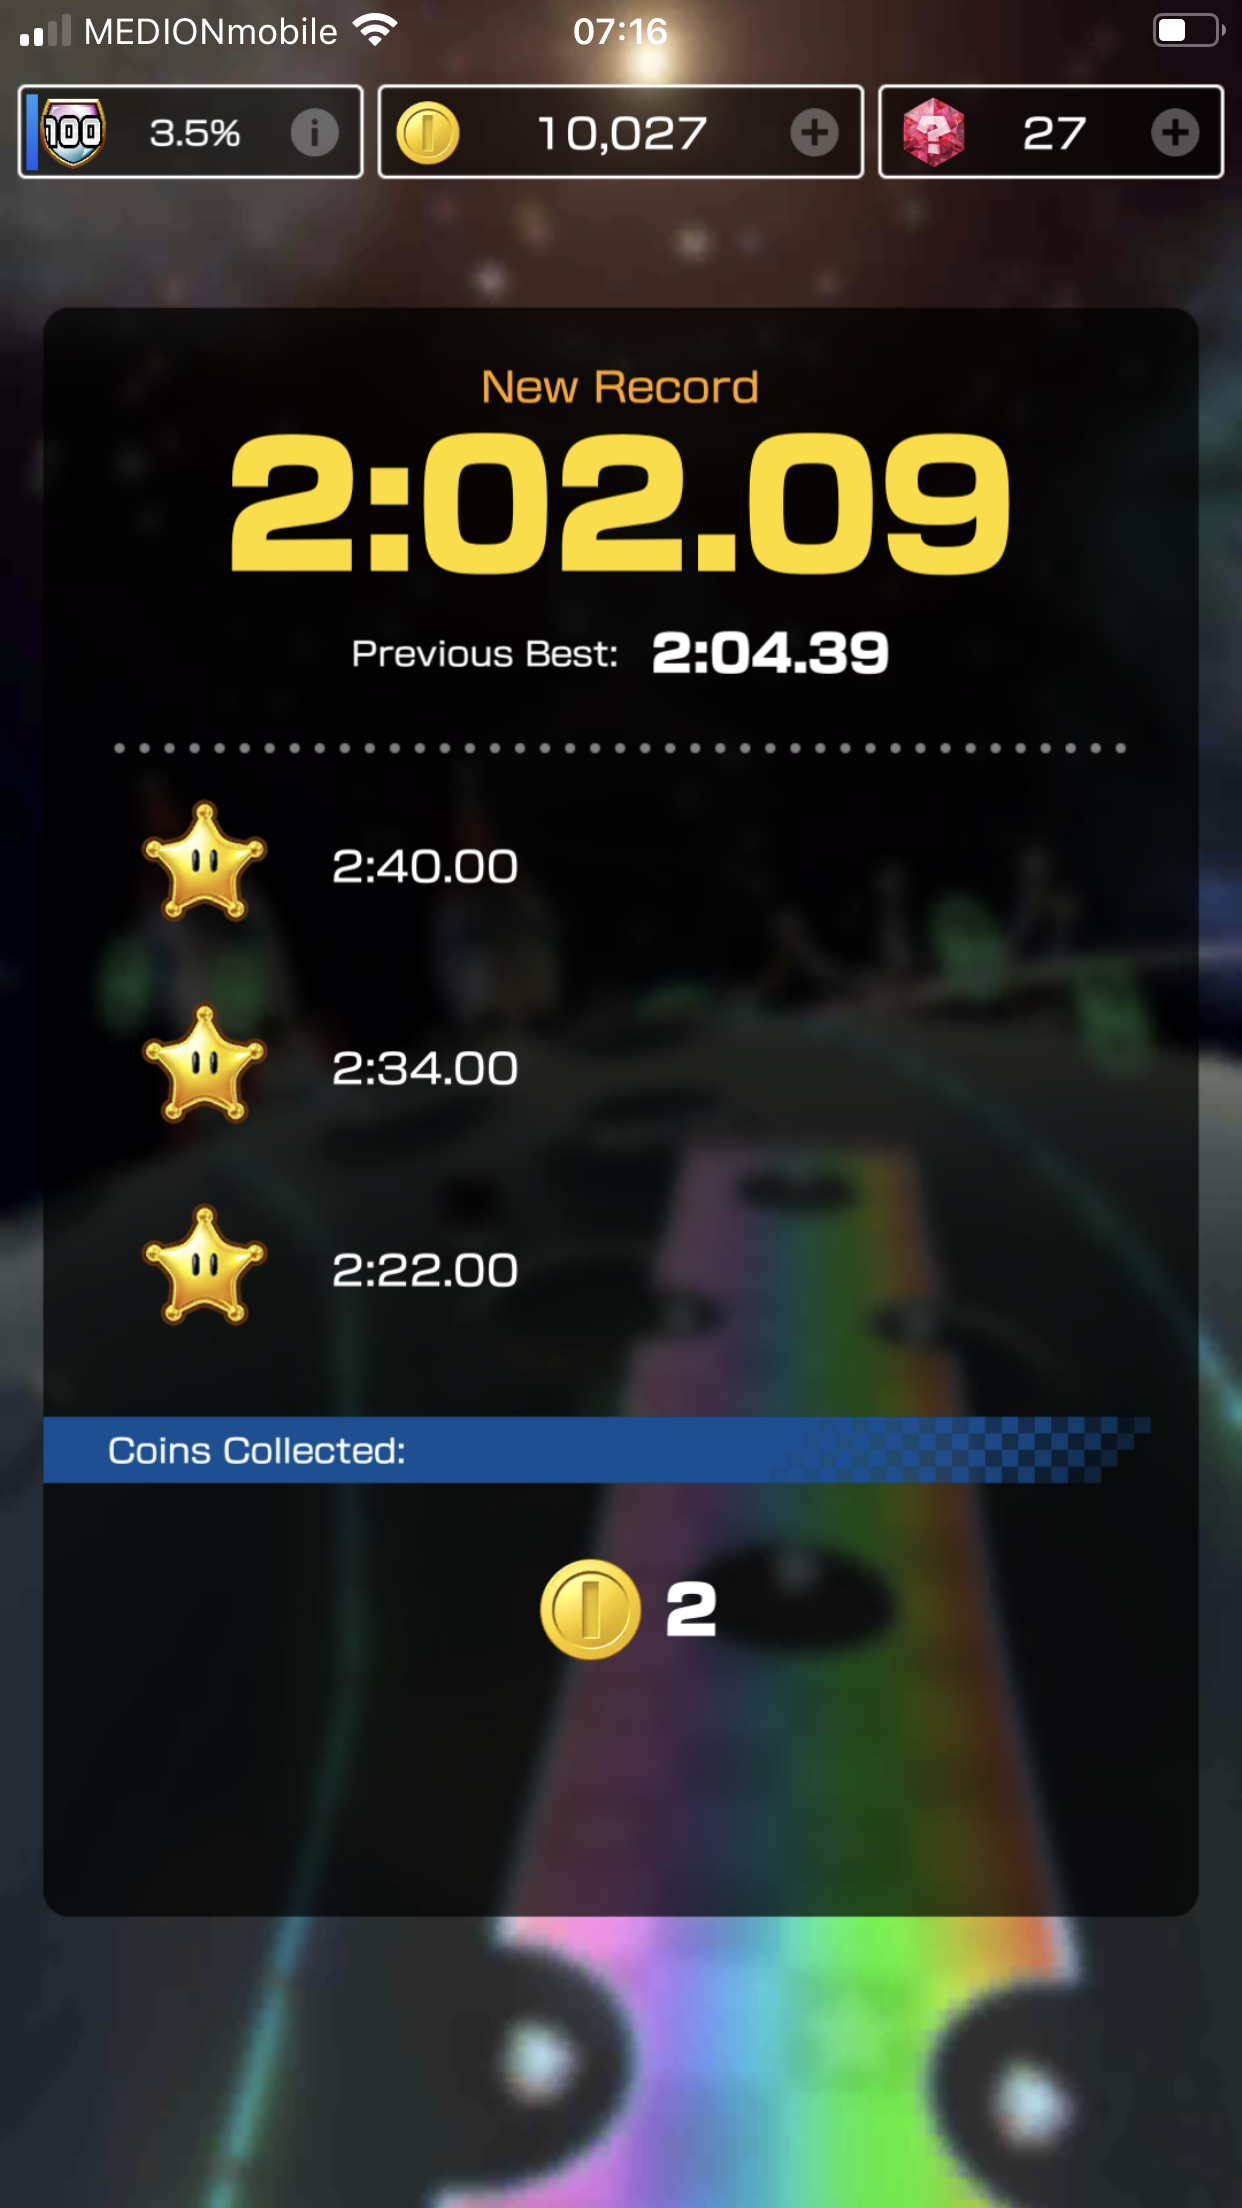 MEDIONmobile 07:16
100 3.5% i 10,027 + ? 27 +
New Record
2:02.09
Previous Best: 2:04.39
2:40.00
2:34.00
2:22.00
Coins Collected:
2